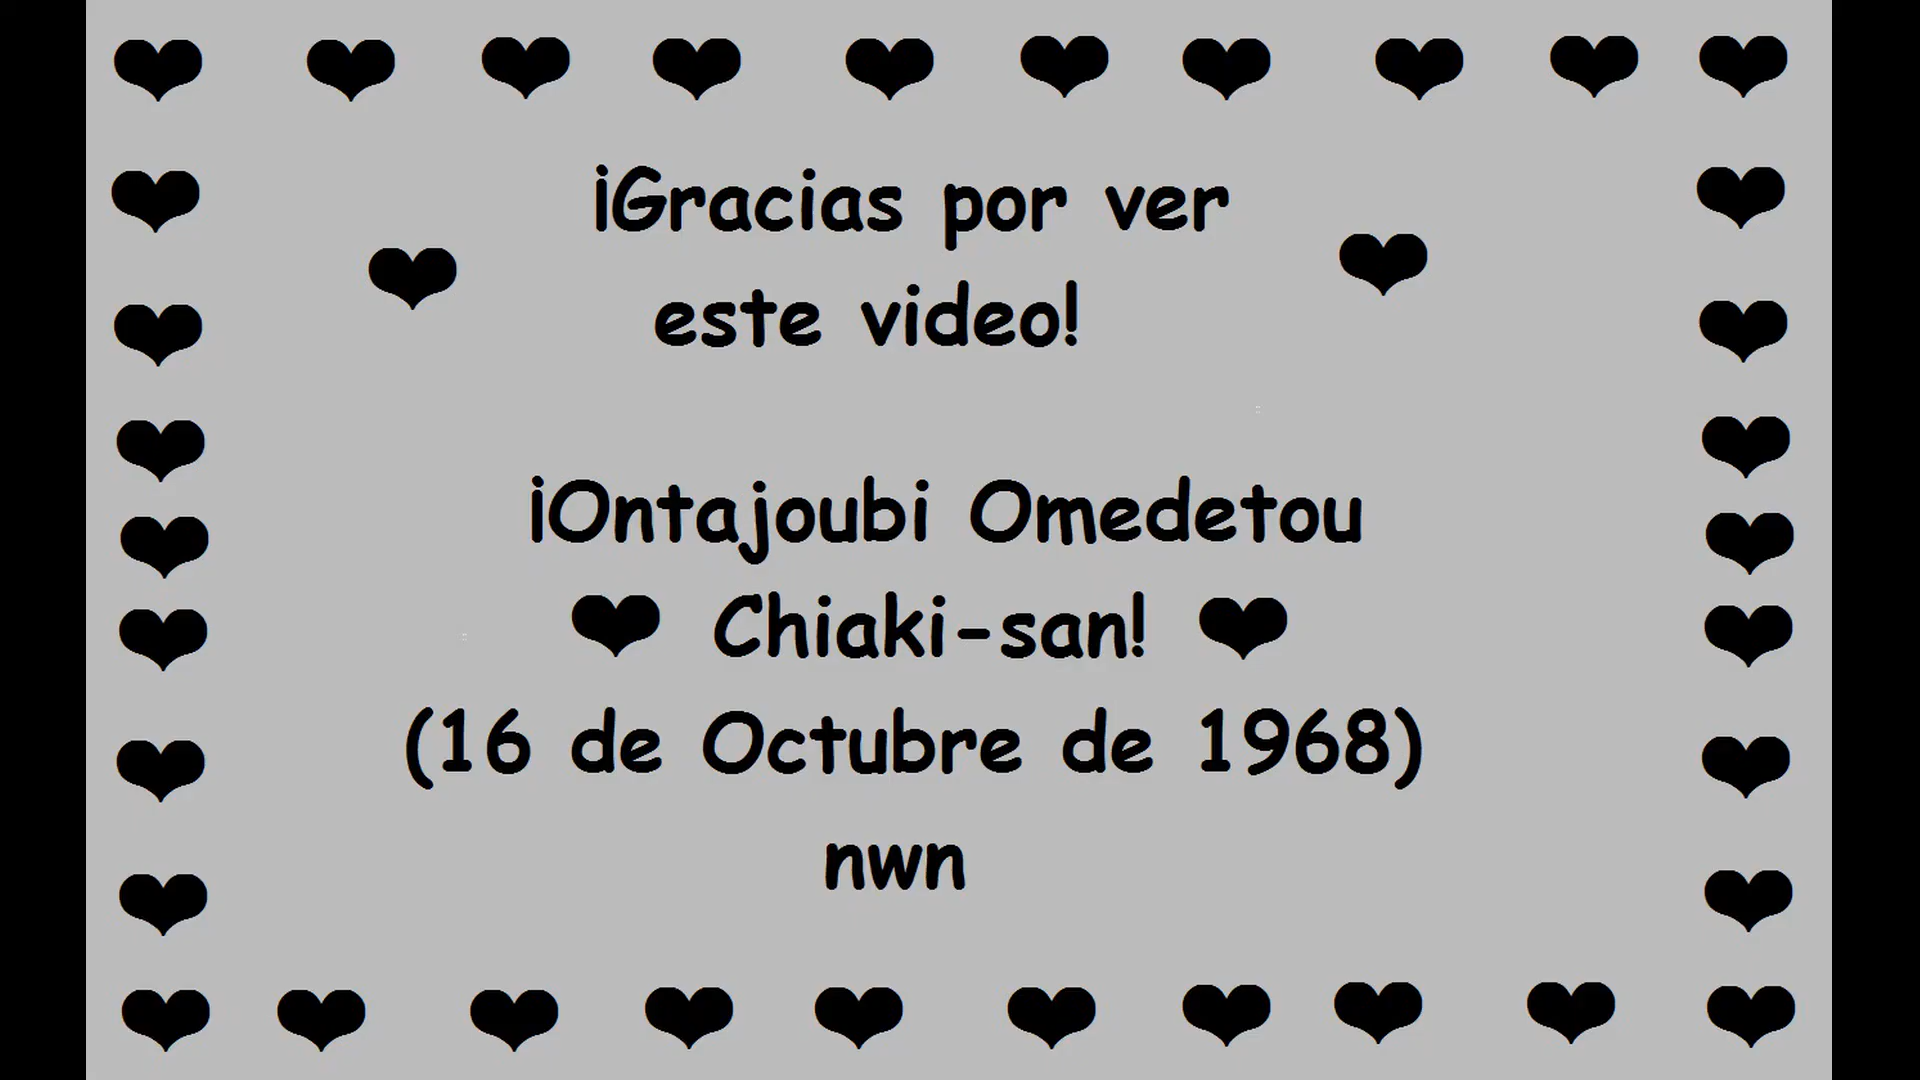 ¡Gracias por ver
este video!
¡Ontajoubi Omedetou
❤ Chiaki-san! ❤
(16 de Octubre de 1968)
nwn